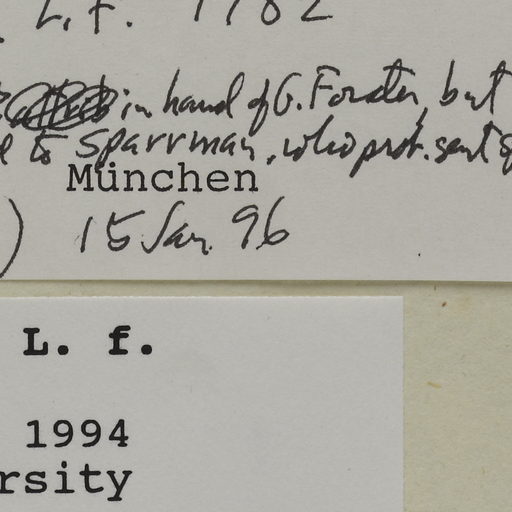 L. f. 1782
in hand of G. Forster, but
to Sparrman, who prob. sent
München
) 15 Jan. 96
L. f.
1994
rsity